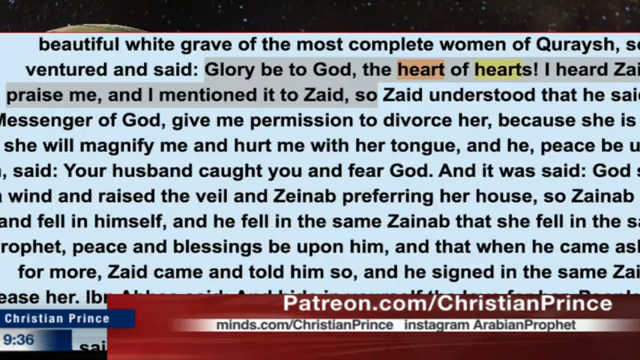 beautiful white grave of the most complete women of Quraysh, s
ventured and said: Glory be to God, the heart of hearts! I heard Zai
praise me, and I mentioned it to Zaid, so Zaid understood that he said
Messenger of God, give me permission to divorce her, because she is
she will magnify me and hurt me with her tongue, and he, peace be u
, said: Your husband caught you and fear God. And it was said: God s
a wind and raised the veil and Zeinab preferring her house, so Zainab
and fell in himself, and he fell in the same Zainab that she fell in the sa
rophet, peace and blessings be upon him, and that when he came as
for more, Zaid came and told him so, and he signed in the same Zai
ease her. Ib
Patreon.com/ChristianPrince
Christian Prince
minds.com/ChristianPrince instagram ArabianProphet
9:36
sai